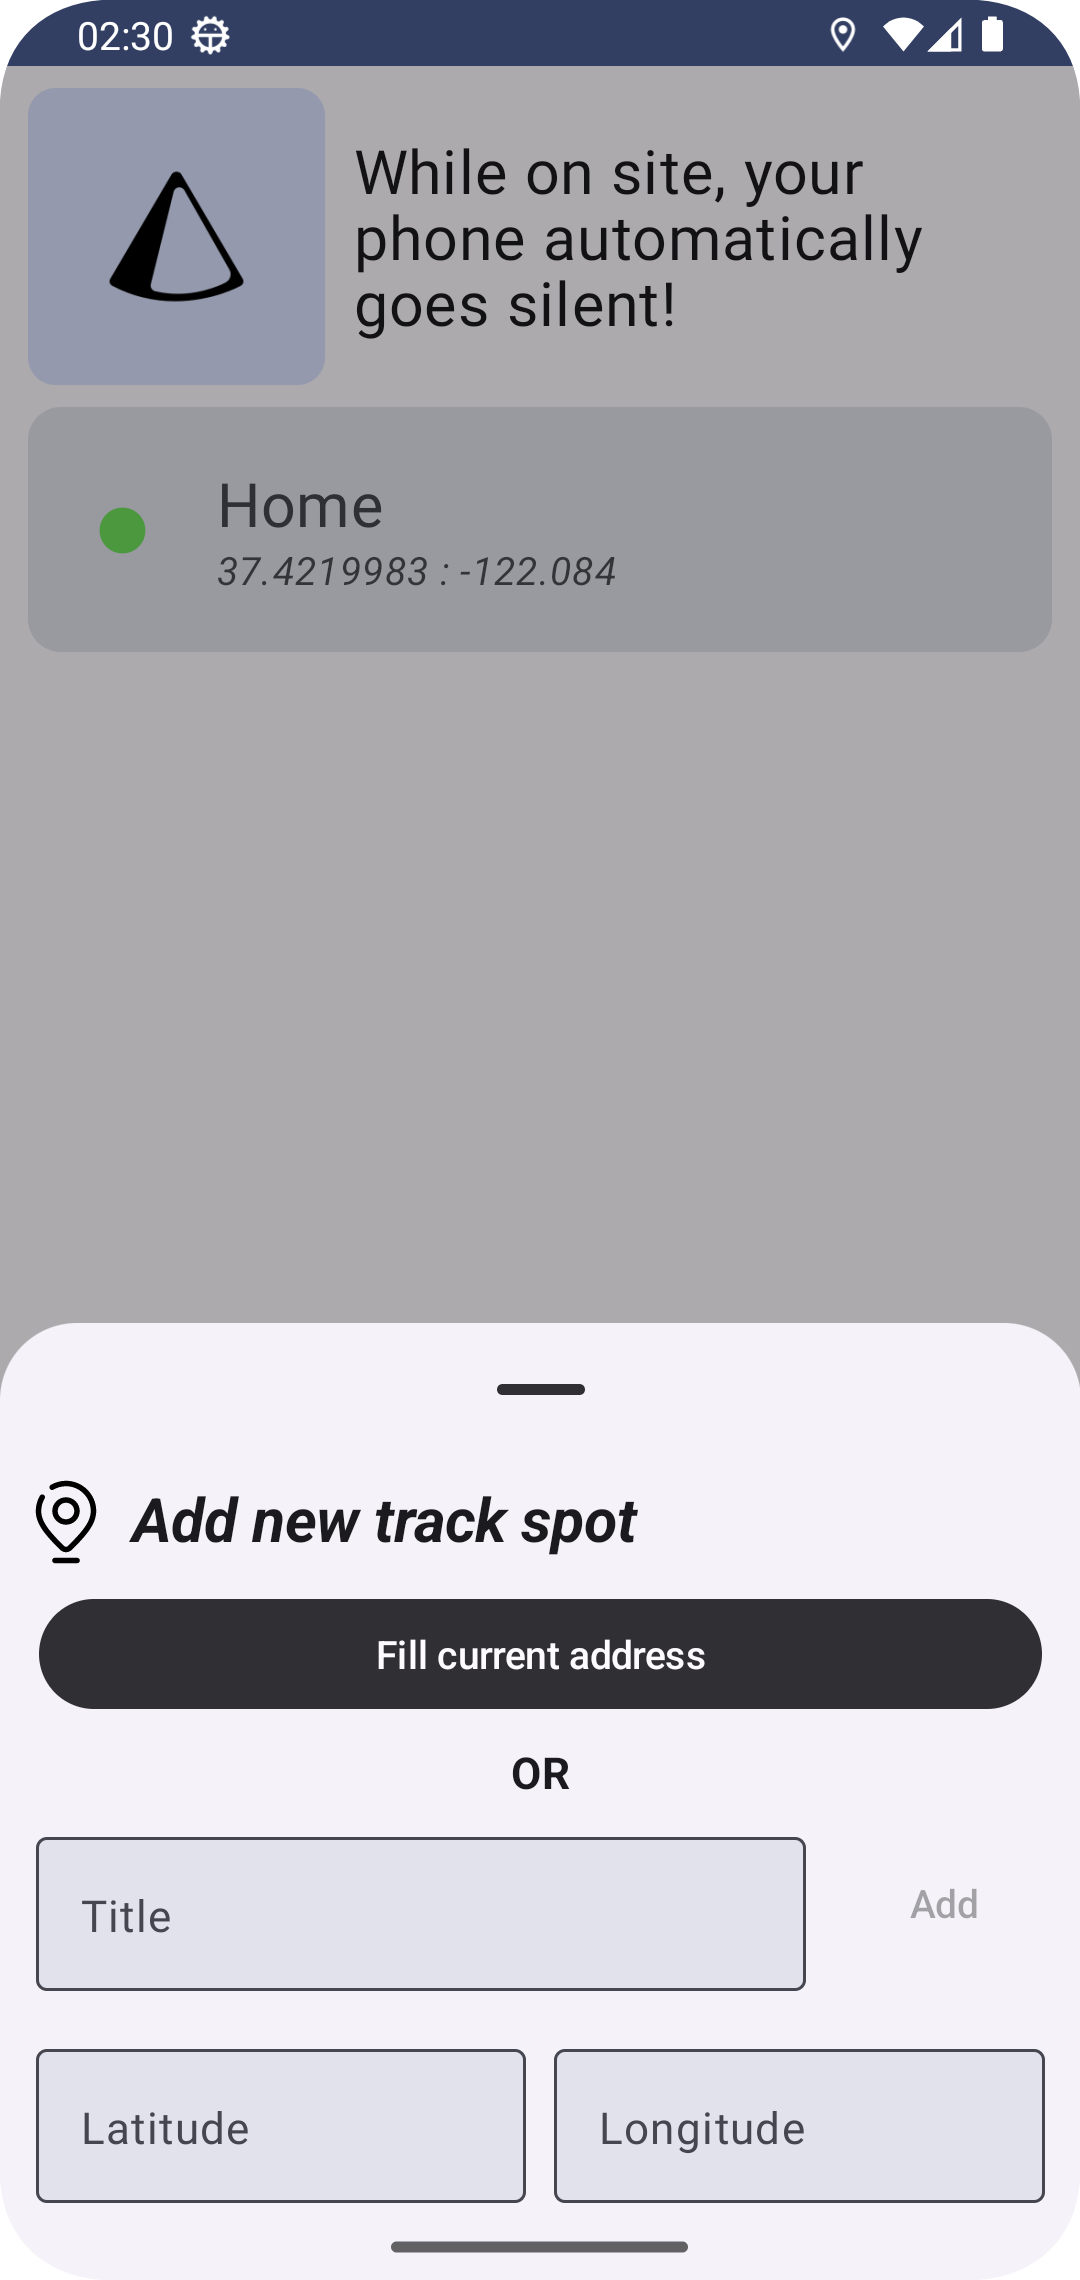 02:30
While on site, your
phone automatically
goes silent!
Home
37.4219983 : -122.084
Add new track spot
Fill current address
OR
Title
Add
Latitude
Longitude